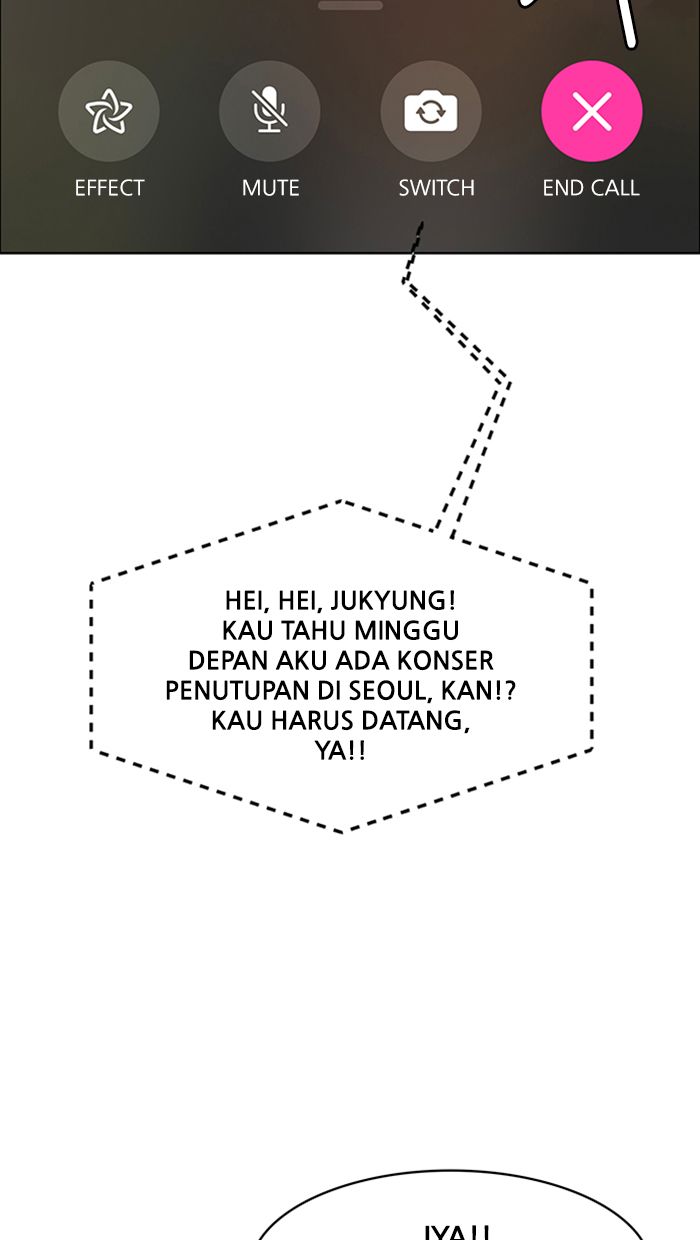 EFFECT MUTE SWITCH END CALL
HEI, HEI, JUKYUNG!
KAU TAHU MINGGU
DEPAN AKU ADA KONSER
PENUTUPAN DI SEOUL, KAN!?
KAU HARUS DATANG,
YA!!
IYA!!